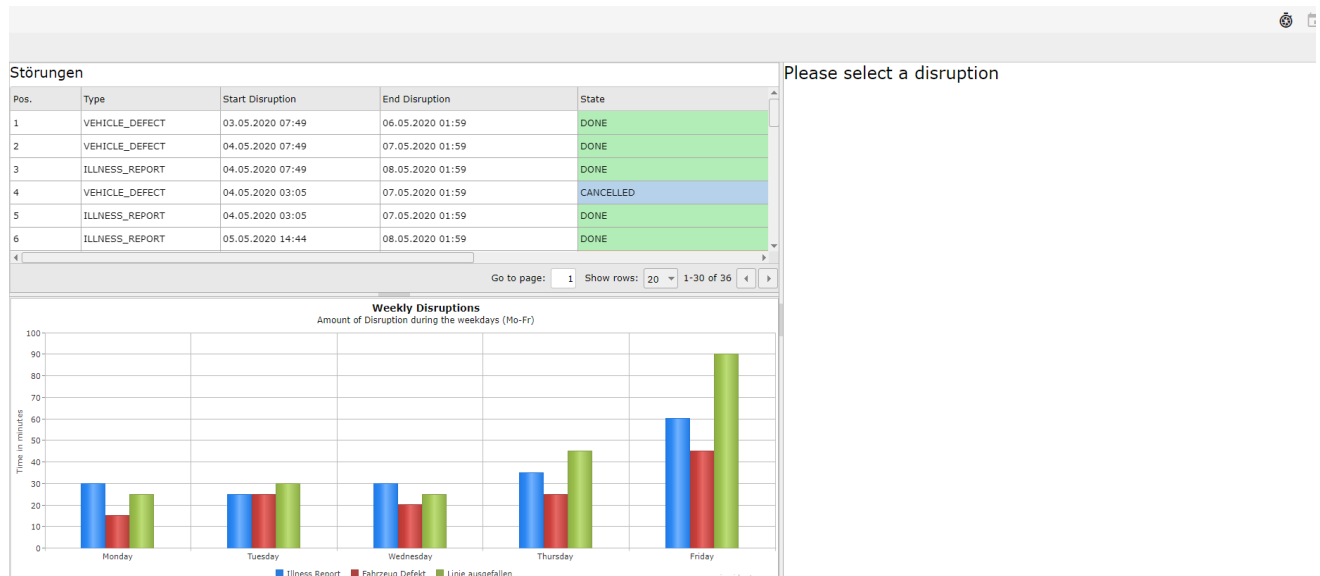 Störungen
Please select a disruption
Pos. Type Start Disruption End Disruption State
1 VEHICLE_DEFECT 03.05.2020 07:49 06.05.2020 01:59 DONE
2 VEHICLE_DEFECT 04.05.2020 07:49 07.05.2020 01:59 DONE
3 ILLNESS_REPORT 04.05.2020 07:49 08.05.2020 01:59 DONE
4 VEHICLE_DEFECT 04.05.2020 03:05 07.05.2020 01:59 CANCELLED
5 ILLNESS_REPORT 04.05.2020 03:05 07.05.2020 01:59 DONE
6 ILLNESS_REPORT 05.05.2020 14:44 08.05.2020 01:59 DONE
Go to page: 1 Show rows: 20 1-30 of 36
Weekly Disruptions
Amount of Disruption during the weekdays (Mo-Fr)
Time in minutes
100
90
80
70
60
50
40
30
20
10
0
Monday Tuesday Wednesday Thursday Friday
Illness Report Fahrzeug Defekt Linie ausgefallen